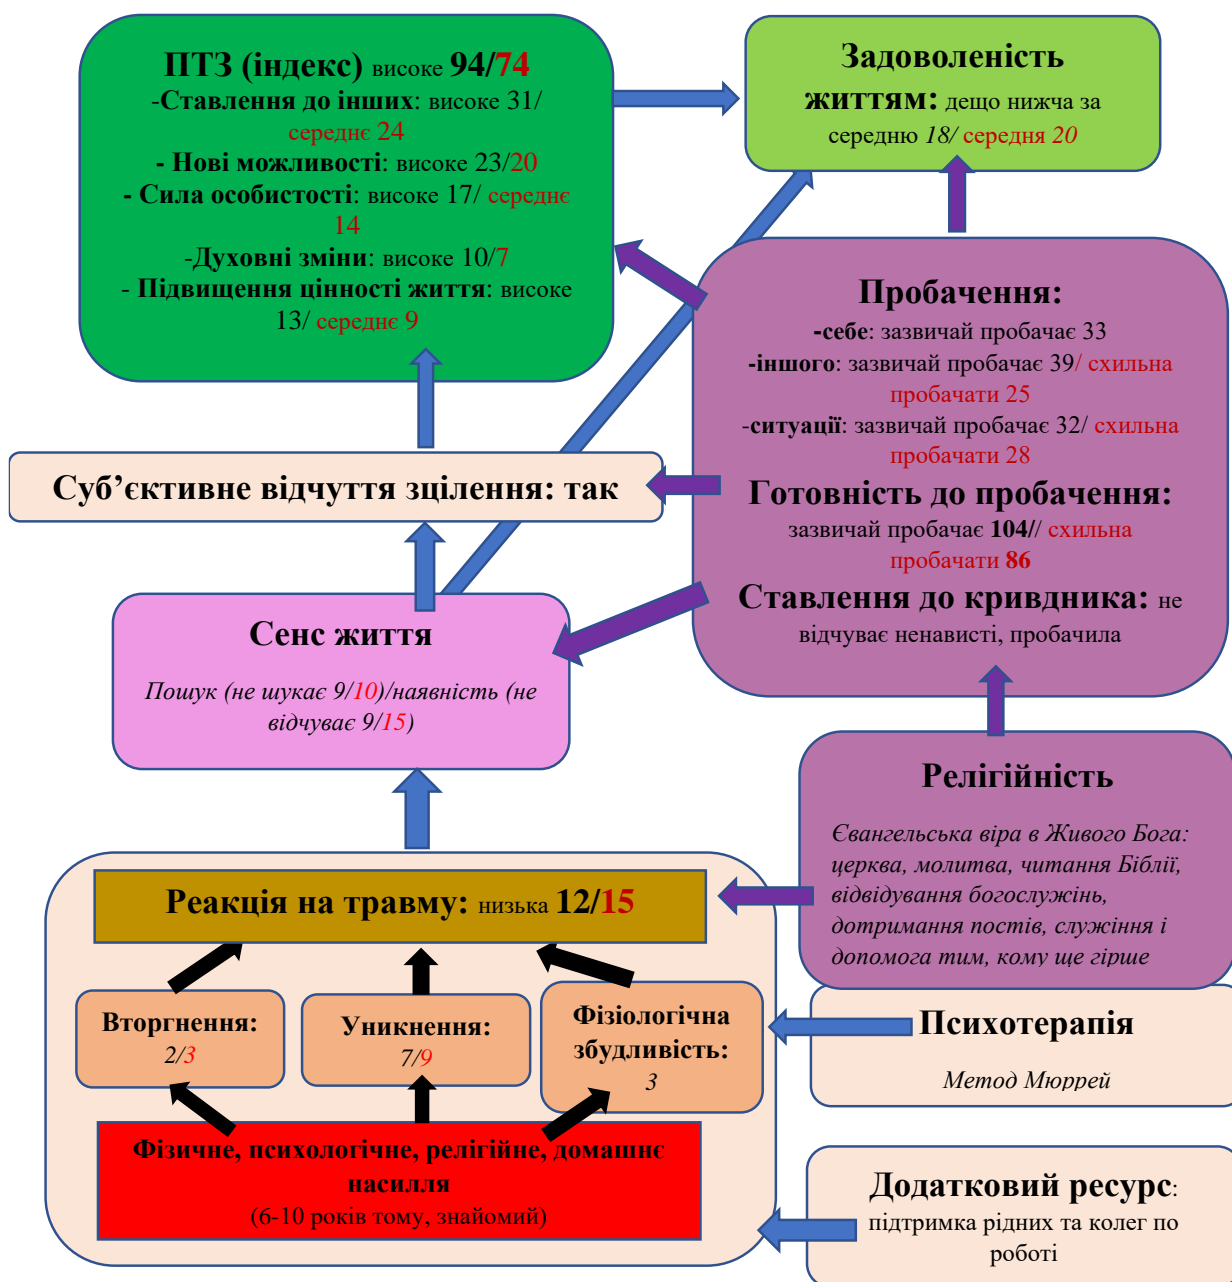 ПТЗ (індекс) високе 94/74
-Ставлення до інших: високе 31/
середнє 24
- Нові можливості: високе 23/20
- Сила особистості: високе 17/ середнє
14
-Духовні зміни: високе 10/7
- Підвищення цінності життя: високе
13/ середнє 9
Задоволеність
життям: дещо нижча за
середню 18/ середня 20
Пробачення:
-себе: зазвичай пробачає 33
-іншого: зазвичай пробачає 39/ схильна
пробачати 25
-ситуації: зазвичай пробачає 32/ схильна
пробачати 28
Готовність до пробачення:
зазвичай пробачає 104// схильна
пробачати 86
Ставлення до кривдника: не
відчуває ненависті, пробачила
Суб’єктивне відчуття зцілення: так
Сенс життя
Пошук (не шукає 9/10)/наявність (не
відчуває 9/15)
Релігійність
Євангельська віра в Живого Бога:
церква, молитва, читання Біблії,
відвідування богослужінь,
дотримання постів, служіння і
допомога тим, кому ще гірше
Реакція на травму: низька 12/15
Вторгнення:
2/3
Уникнення:
7/9
Фізіологічна
збудливість:
3
Психотерапія
Метод Мюррей
Фізичне, психологічне, релігійне, домашнє
насилля
(6-10 років тому, знайомий)
Додатковий ресурс:
підтримка рідних та колег по
роботі